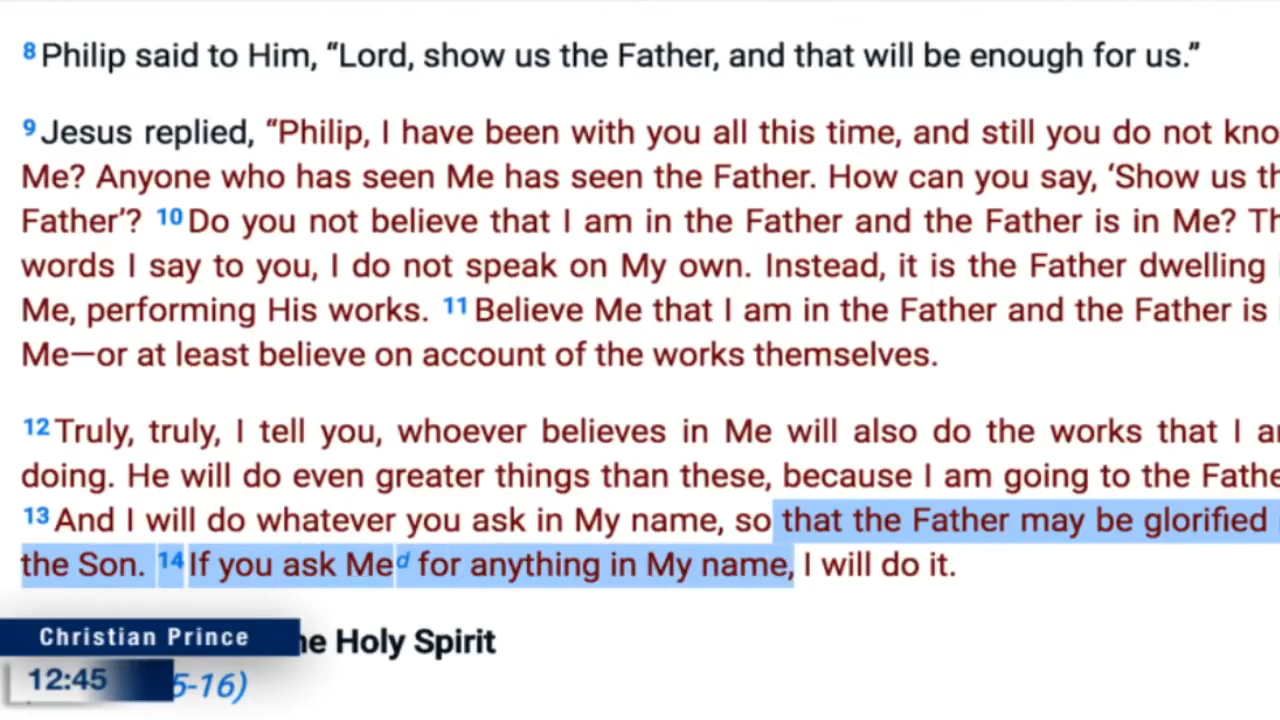 8 Philip said to Him, “Lord, show us the Father, and that will be enough for us.”
9 Jesus replied, “Philip, I have been with you all this time, and still you do not kno
Me? Anyone who has seen Me has seen the Father. How can you say, ‘Show us th
Father’? 10 Do you not believe that I am in the Father and the Father is in Me? Th
words I say to you, I do not speak on My own. Instead, it is the Father dwelling
Me, performing His works. 11 Believe Me that I am in the Father and the Father is
Me—or at least believe on account of the works themselves.
12 Truly, truly, I tell you, whoever believes in Me will also do the works that I a
doing. He will do even greater things than these, because I am going to the Fathe
13 And I will do whatever you ask in My name, so that the Father may be glorified
the Son. 14 If you ask Me d for anything in My name, I will do it.
he Holy Spirit
Christian Prince
12:45
5-16)